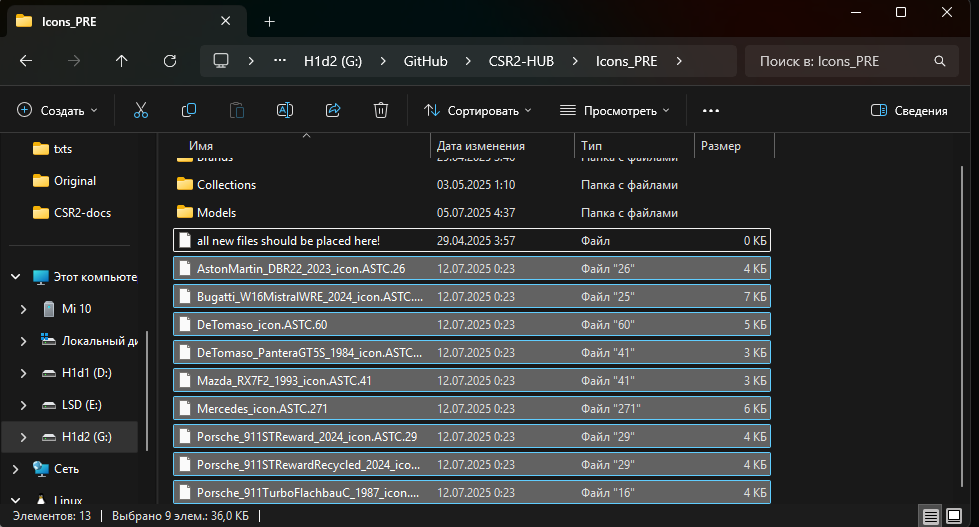 Icons_PRE
H1d2 (G:) GitHub CSR2-HUB Icons_PRE
Поиск в: Icons_PRE
Создать Сортировать Просмотреть Сведения
txts
Original
CSR2-docs
Этот компьюте
Mi 10
Локальный ди
H1d1 (D:)
LSD (E:)
H1d2 (G:)
Сеть
Linux
Имя Дата изменения Тип Размер
Brands 29.04.2025 3:46 Папка с файлами
Collections 03.05.2025 1:10 Папка с файлами
Models 05.07.2025 4:37 Папка с файлами
all new files should be placed here! 29.04.2025 3:57 Файл 0 КБ
AstonMartin_DBR22_2023_icon.ASTC.26 12.07.2025 0:23 Файл "26" 4 КБ
Bugatti_W16MistralWRE_2024_icon.ASTC.... 12.07.2025 0:23 Файл "25" 7 КБ
DeTomaso_icon.ASTC.60 12.07.2025 0:23 Файл "60" 5 КБ
DeTomaso_PanteraGT5S_1984_icon.ASTC... 12.07.2025 0:23 Файл "41" 3 КБ
Mazda_RX7F2_1993_icon.ASTC.41 12.07.2025 0:23 Файл "41" 3 КБ
Mercedes_icon.ASTC.271 12.07.2025 0:23 Файл "271" 6 КБ
Porsche_911STReward_2024_icon.ASTC.29 12.07.2025 0:23 Файл "29" 4 КБ
Porsche_911STRewardRecycled_2024_ico... 12.07.2025 0:23 Файл "29" 4 КБ
Porsche_911TurboFlachbauC_1987_icon.... 12.07.2025 0:23 Файл "16" 4 КБ
Элементов: 13 Выбрано 9 элем.: 36,0 КБ